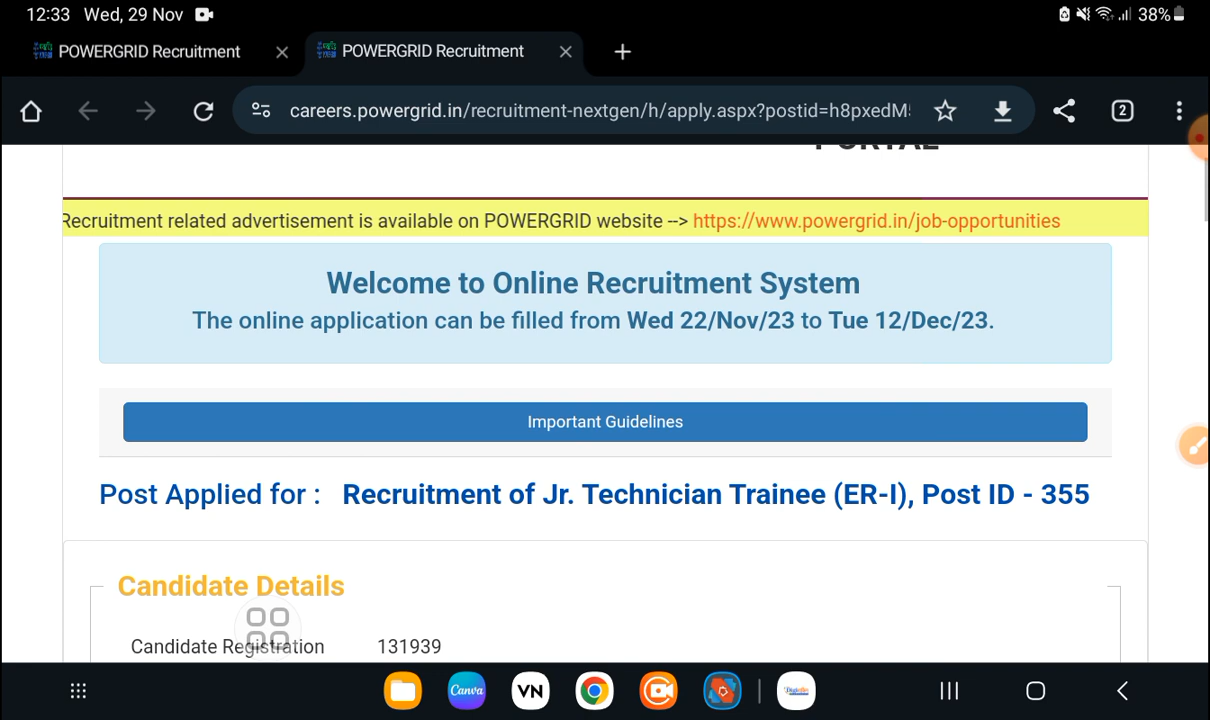 12:33 Wed, 29 Nov 38%
POWERGRID Recruitment POWERGRID Recruitment
careers.powergrid.in/recruitment-nextgen/h/apply.aspx?postid=h8pxedM 2
PORTAL
Recruitment related advertisement is available on POWERGRID website --> https://www.powergrid.in/job-opportunities
Welcome to Online Recruitment System
The online application can be filled from Wed 22/Nov/23 to Tue 12/Dec/23.
Important Guidelines
Post Applied for : Recruitment of Jr. Technician Trainee (ER-I), Post ID - 355
Candidate Details
Candidate Registration 131939
Canva VN